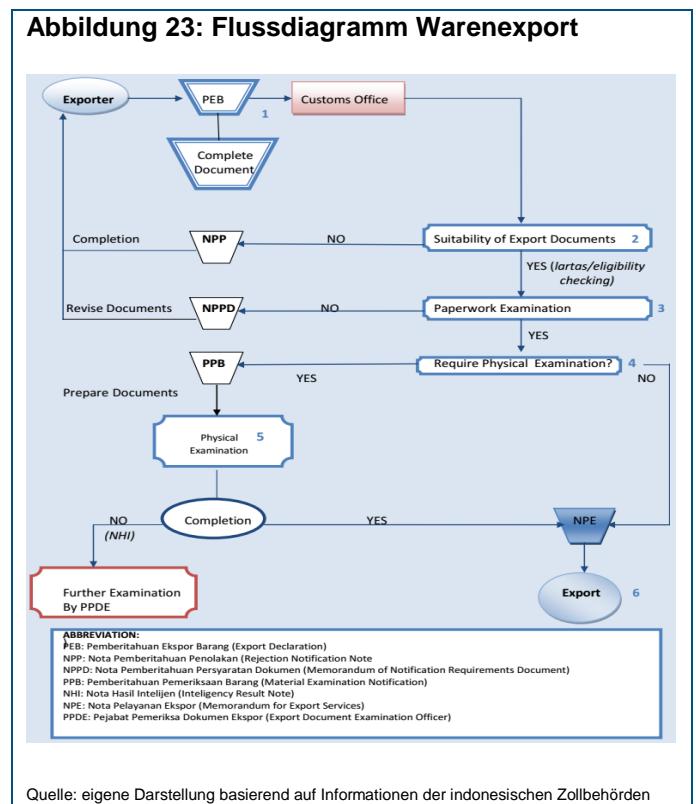 Abbildung 23: Flussdiagramm Warenexport
Exporter
PEB
1
Customs Office
Complete
Document
Completion
NPP
NO
Suitability of Export Documents 2
YES (lartas/eligibility
checking)
Revise Documents
NPPD
NO
Paperwork Examination 3
YES
PPB
YES
Require Physical Examination? 4
NO
Prepare Documents
Physical 5
Examination
NO
(NHI)
Completion
YES
NPE
Further Examination
By PPDE
Export 6
ABBREVIATION:
PEB: Pemberitahuan Ekspor Barang (Export Declaration)
NPP: Nota Pemberitahuan Penolakan (Rejection Notification Note
NPPD: Nota Pemberitahuan Persyaratan Dokumen (Memorandum of Notification Requirements Document)
PPB: Pemberitahuan Pemeriksaan Barang (Material Examination Notification)
NHI: Nota Hasil Intelijen (Inteligency Result Note)
NPE: Nota Pelayanan Ekspor (Memorandum for Export Services)
PPDE: Pejabat Pemeriksa Dokumen Ekspor (Export Document Examination Officer)
Quelle: eigene Darstellung basierend auf Informationen der indonesischen Zollbehörden